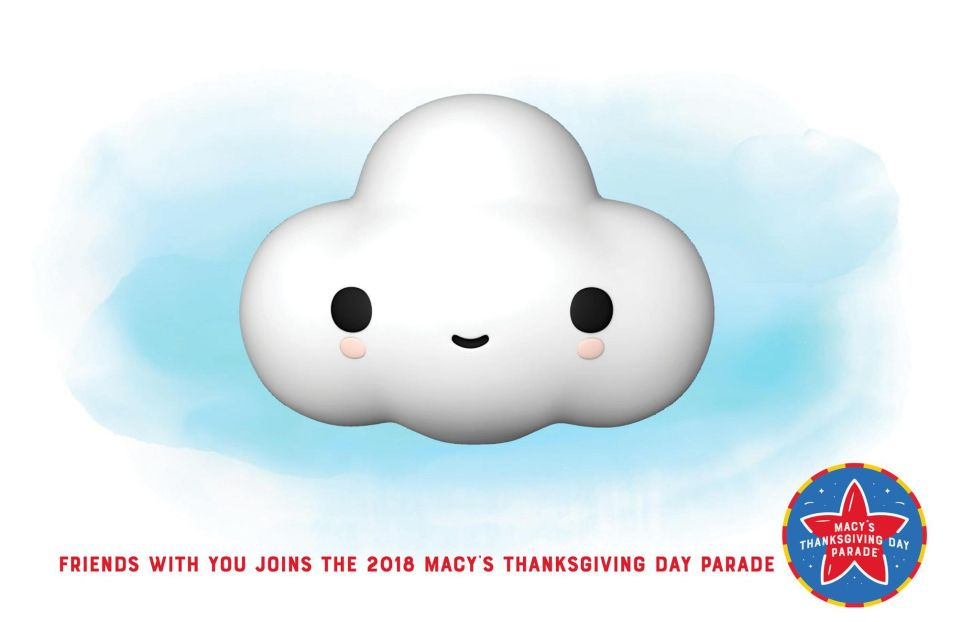 FRIENDS WITH YOU JOINS THE 2018 MACY'S THANKSGIVING DAY PARADE
MACY'S
THANKSGIVING DAY
PARADE